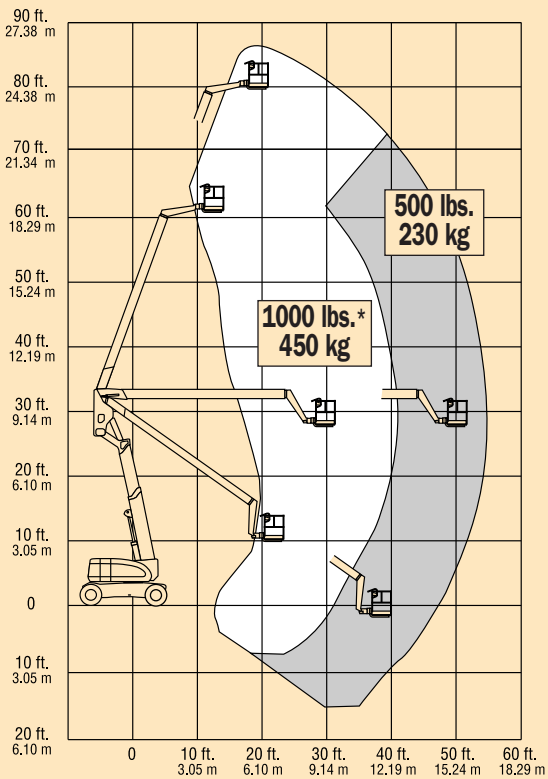 90 ft.
27.38 m
80 ft.
24.38 m
70 ft.
21.34 m
60 ft.
18.29 m
50 ft.
15.24 m
40 ft.
12.19 m
30 ft.
9.14 m
20 ft.
6.10 m
10 ft.
3.05 m
0
10 ft.
3.05 m
20 ft.
6.10 m
500 lbs.
230 kg
1000 lbs.*
450 kg
0 10 ft. 20 ft. 30 ft. 40 ft. 50 ft. 60 ft.
3.05 m 6.10 m 9.14 m 12.19 m 15.24 m 18.29 m